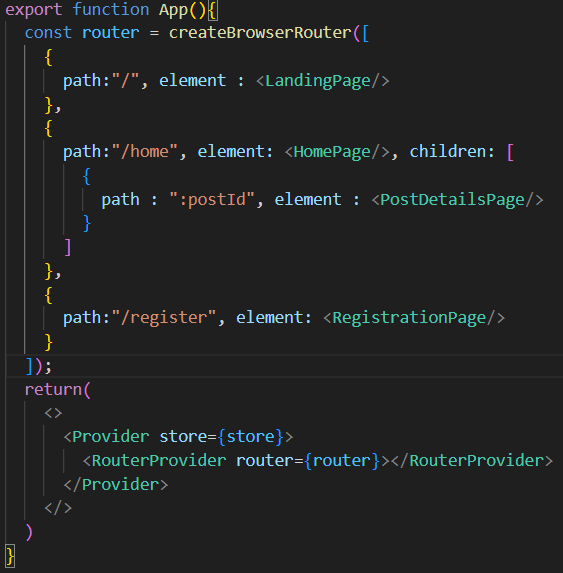 export function App(){
  const router = createBrowserRouter([
    {
      path:"/", element : <LandingPage/>
    },
    {
      path:"/home", element: <HomePage/>, children: [
        {
          path : ":postId", element : <PostDetailsPage/>
        }
      ]
    },
    {
      path:"/register", element: <RegistrationPage/>
    }
  ]);
  return(
    <>
      <Provider store={store}>
        <RouterProvider router={router}></RouterProvider>
      </Provider>
    </>
  )
}